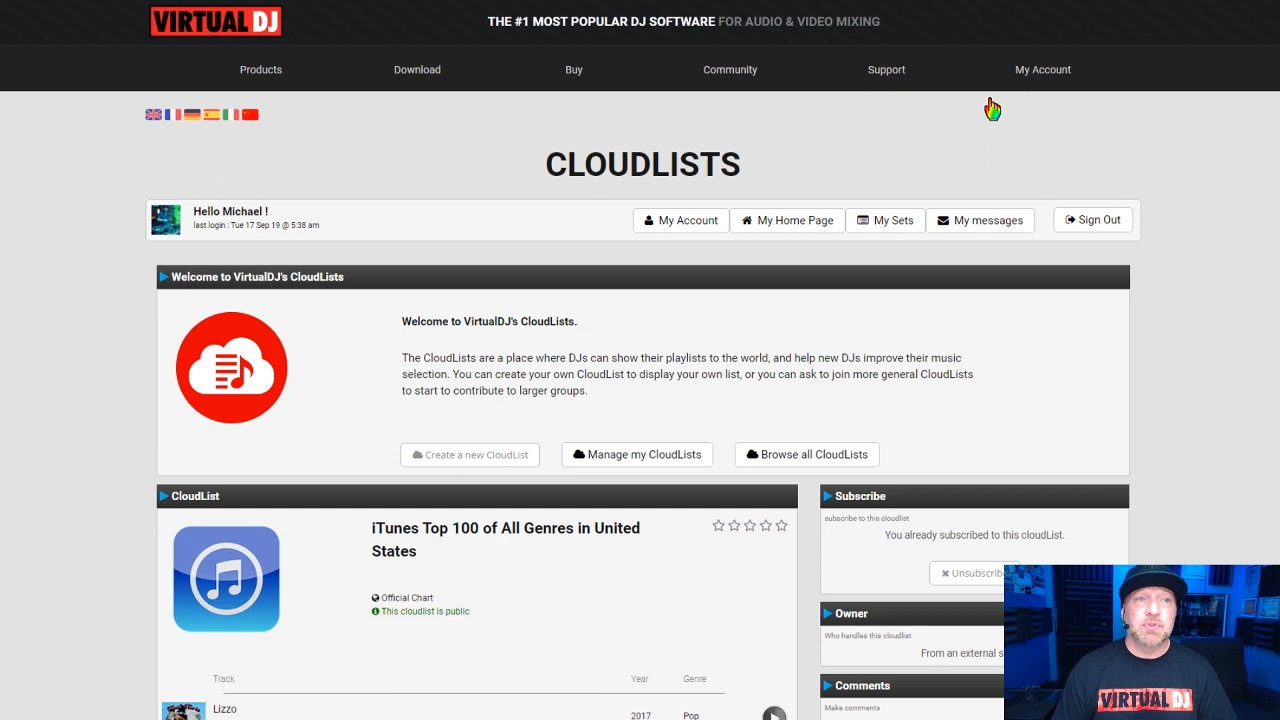 VIRTUAL DJ
THE #1 MOST POPULAR DJ SOFTWARE FOR AUDIO & VIDEO MIXING
Products
Download
Buy
Community
Support
My Account
CLOUDLISTS
Hello Michael !
last login : Tue 17 Sep 19 @ 5:38 am
My Account
My Home Page
My Sets
My messages
Sign Out
Welcome to VirtualDJ's CloudLists
Welcome to VirtualDJ's CloudLists.
The CloudLists are a place where DJs can show their playlists to the world, and help new DJs improve their music
selection. You can create your own CloudList to display your own list, or you can ask to join more general CloudLists
to start to contribute to larger groups.
Create a new CloudList
Manage my CloudLists
Browse all CloudLists
CloudList
iTunes Top 100 of All Genres in United
States
Official Chart
This cloudlist is public
Track
Year
Genre
Lizzo
2017
Pop
Subscribe
subscribe to this cloudlist
You already subscribed to this cloudList.
Unsubscribe
Owner
Who handles this cloudlist
From an external s
Comments
Make comments
VIRTUAL DJ